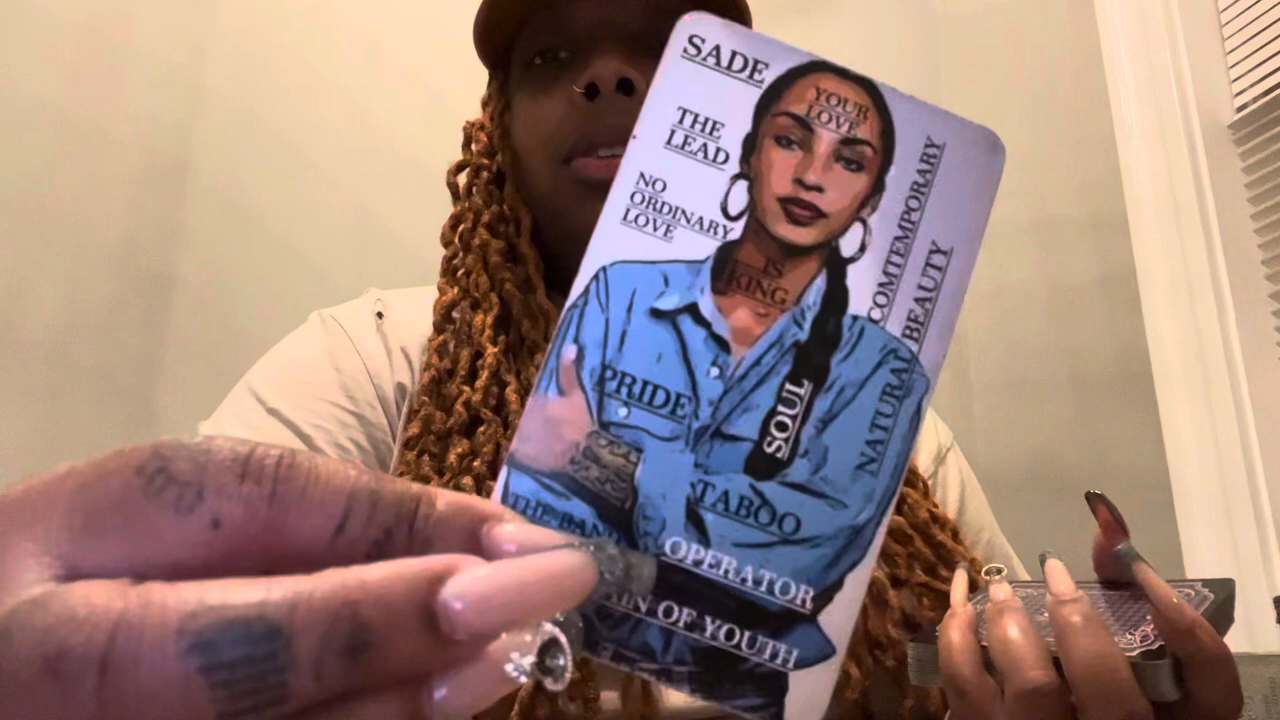 SADE
YOUR
LOVE
THE
LEAD
NO
ORDINARY
LOVE
COMTEMPORARY
IS
KING
NATURAL BEAUTY
PRIDE
SOUL
TABOO
THE
OPERATOR
OF YOUTH